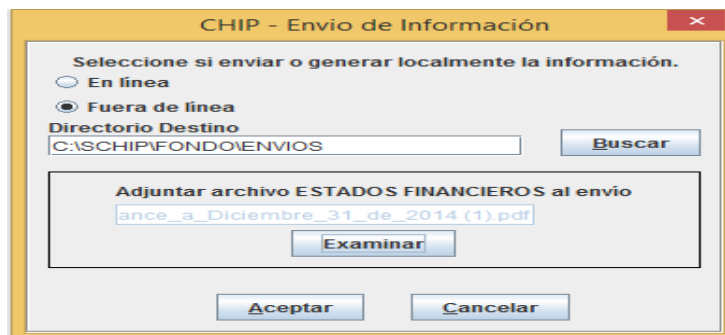 CHIP - Envio de Información
Seleccione si enviar o generar localmente la información.
En línea
Fuera de línea
Directorio Destino
C:\SCHIP\FONDO\ENVIOS
Buscar
Adjuntar archivo ESTADOS FINANCIEROS al envío
ance_a_Diciembre_31_de_2014 (1).pdf
Examinar
Aceptar
Cancelar